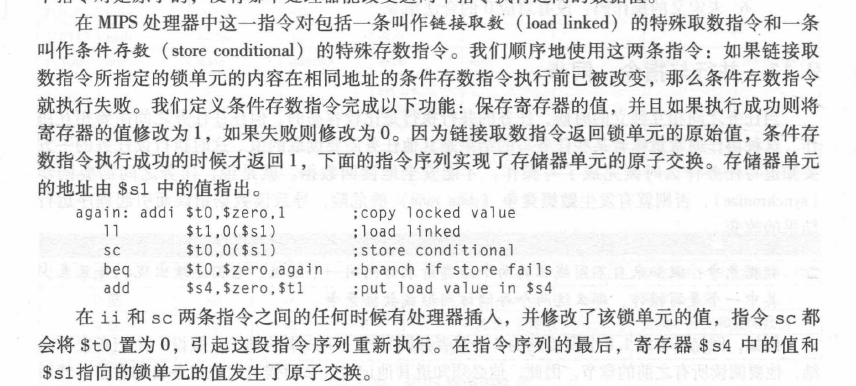 在 MIPS 处理器中这一指令对包括一条叫作链接取数（load linked）的特殊取数指令和一条
叫作条件存数（store conditional）的特殊存数指令。我们顺序地使用这两条指令：如果链接取
数指令所指定的锁单元的内容在相同地址的条件存数指令执行前已被改变，那么条件存数指令
就执行失败。我们定义条件存数指令完成以下功能：保存寄存器的值，并且如果执行成功则将
寄存器的值修改为1，如果失败则修改为0。因为链接取数指令返回锁单元的原始值，条件存
数指令执行成功的时候才返回1，下面的指令序列实现了存储器单元的原子交换。存储器单元
的地址由 $s1 中的值指出。
again: addi $t0,$zero,1 ;copy locked value
ll $t1,0($s1) ;load linked
sc $t0,0($s1) ;store conditional
beq $t0,$zero,again ;branch if store fails
add $s4,$zero,$t1 ;put load value in $s4
在 ii 和 sc 两条指令之间的任何时候有处理器插入，并修改了该锁单元的值，指令 sc 都
会将 $t0 置为0，引起这段指令序列重新执行。在指令序列的最后，寄存器 $s4 中的值和
$s1指向的锁单元的值发生了原子交换。